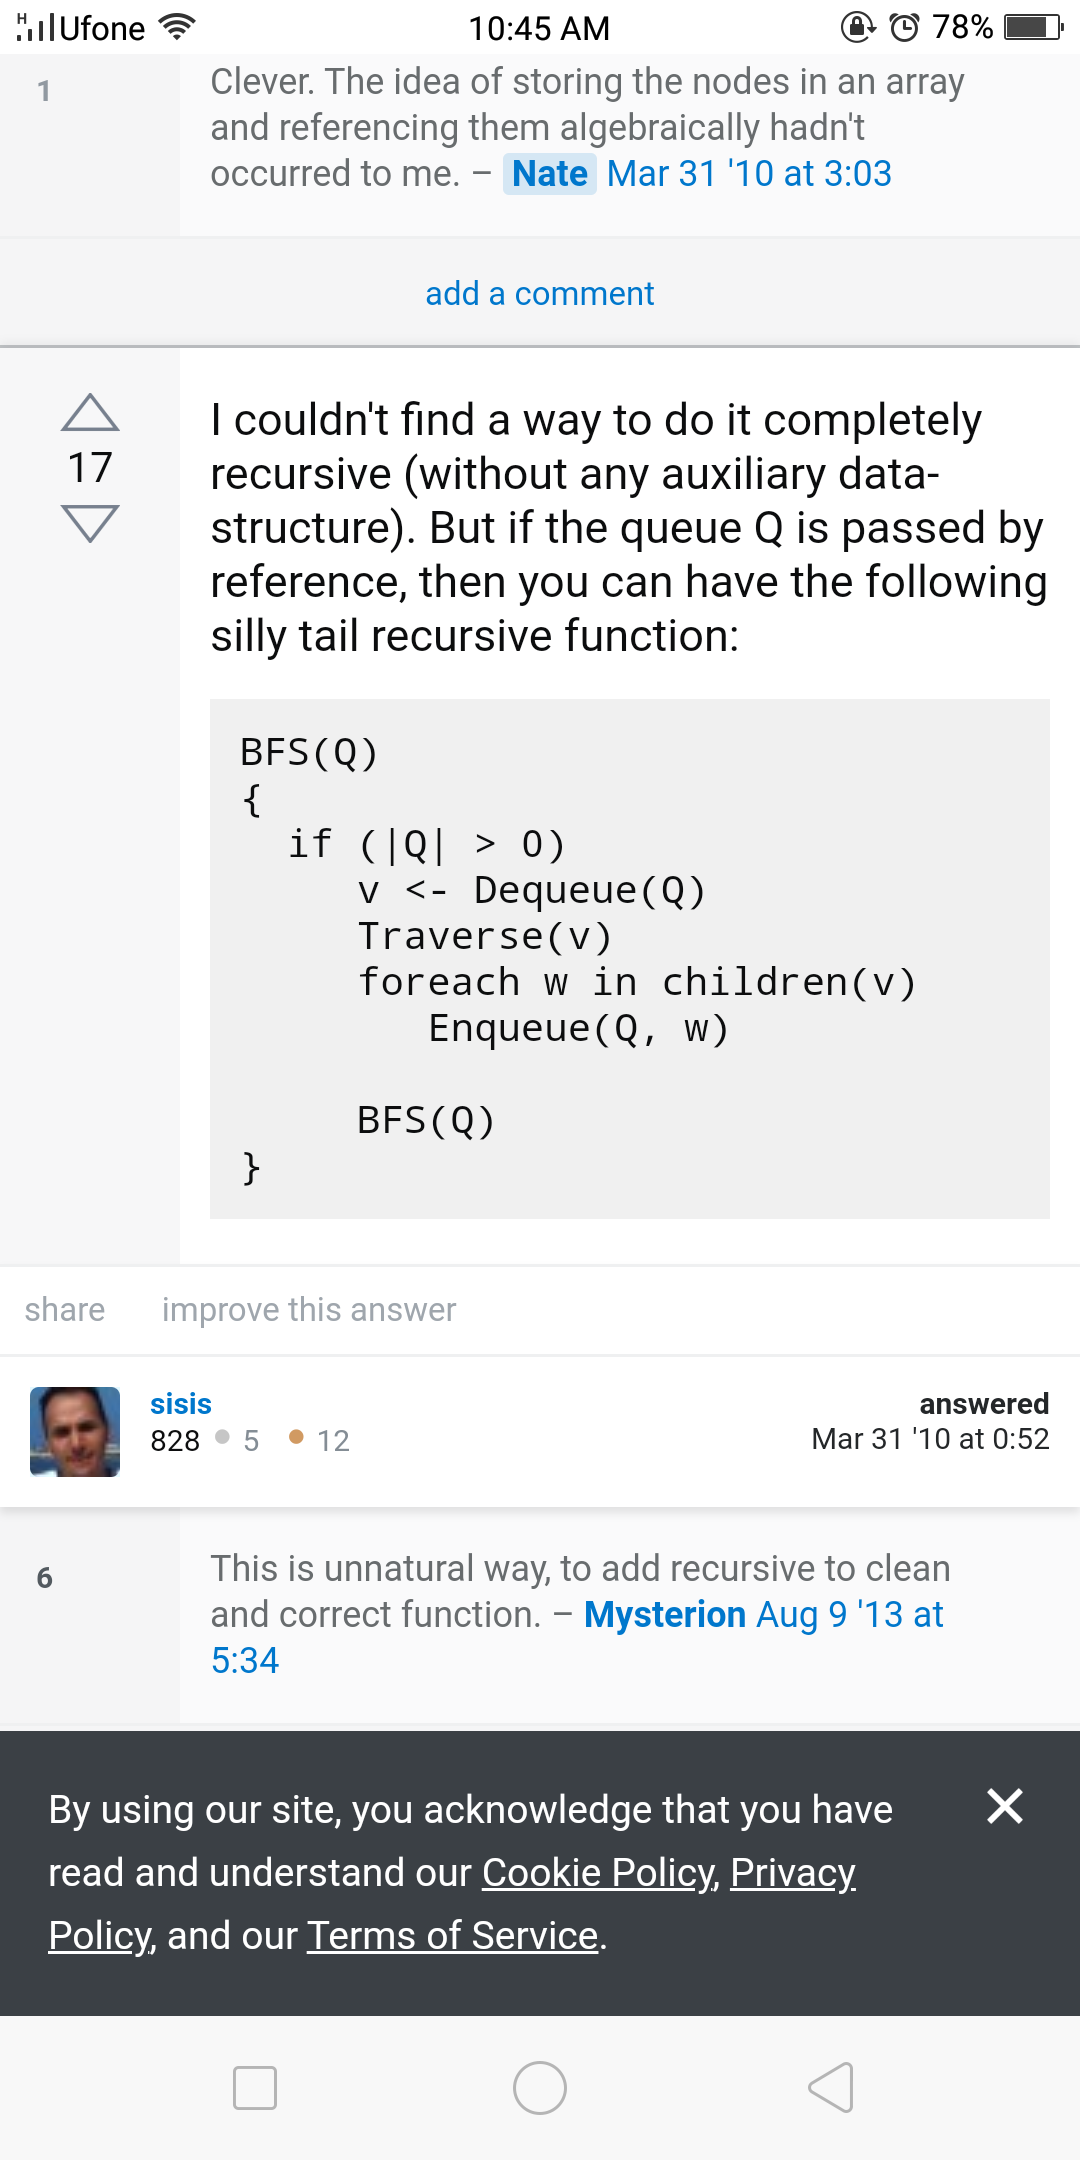 H Ufone 10:45 AM 78%
1 Clever. The idea of storing the nodes in an array
and referencing them algebraically hadn't
occurred to me. – Nate Mar 31 '10 at 3:03
add a comment
17
I couldn't find a way to do it completely
recursive (without any auxiliary data-
structure). But if the queue Q is passed by
reference, then you can have the following
silly tail recursive function:
BFS(Q)
{
  if (|Q| > 0)
     v <- Dequeue(Q)
     Traverse(v)
     foreach w in children(v)
        Enqueue(Q, w)
     BFS(Q)
}
share improve this answer
sisis answered
828 5 12 Mar 31 '10 at 0:52
6 This is unnatural way, to add recursive to clean
and correct function. – Mysterion Aug 9 '13 at
5:34
By using our site, you acknowledge that you have
read and understand our Cookie Policy, Privacy
Policy, and our Terms of Service.